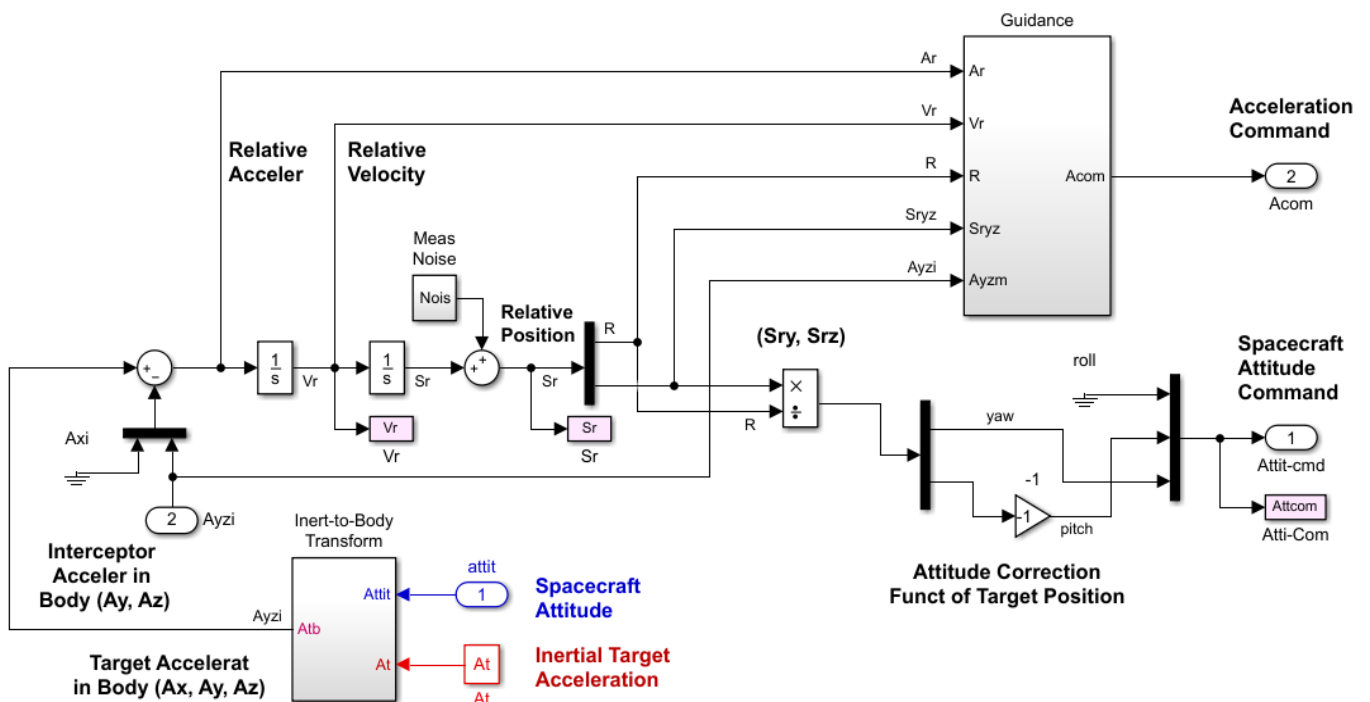 Guidance
Ar
Ar
Vr
Vr
R
R
Sryz
Sryz
Ayzi
Ayzm
Acom
Acceleration
Command
2
Acom
Relative
Acceler
Relative
Velocity
Meas
Noise
Nois
Relative
Position
+
−
1
s
Vr
1
s
Sr
+
+
Sr
R
Vr
Vr
Sr
Sr
(Sry, Srz)
×
÷
R
Spacecraft
Attitude
Command
roll
yaw
-1
-1
pitch
1
Attit-cmd
Attcom
Atti-Com
Attitude Correction
Funct of Target Position
Axi
2
Ayzi
Interceptor
Acceler in
Body (Ay, Az)
Inert-to-Body
Transform
Attit
Atb
At
Ayzi
attit
1
Spacecraft
Attitude
At
At
Inertial Target
Acceleration
Target Accelerat
in Body (Ax, Ay, Az)